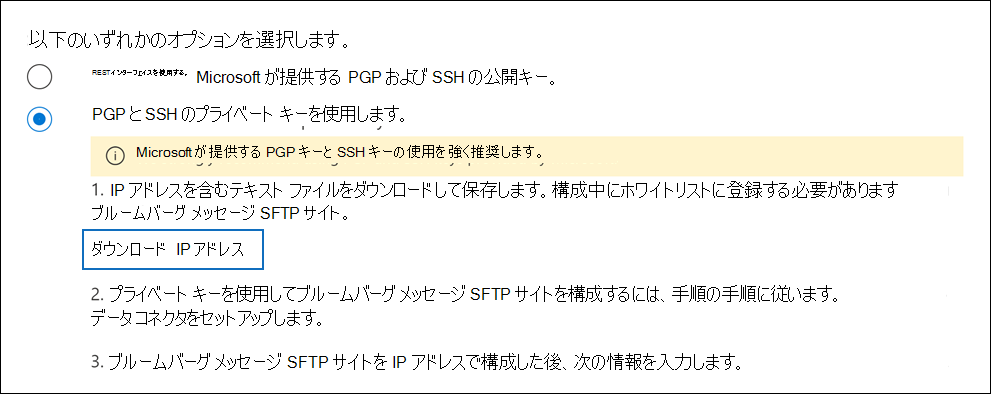 以下のいずれかのオプションを選択します。
RESTインターフェイスを使用する。 Microsoft が提供する PGP および SSH の公開キー。
PGP と SSH のプライベート キーを使用します。
Microsoft が提供する PGP キーと SSH キーの使用を強く推奨します。
1. IP アドレスを含むテキスト ファイルをダウンロードして保存します。構成中にホワイトリストに登録する必要があります
ブルームバーグ メッセージ SFTP サイト。
ダウンロード IP アドレス
2. プライベート キーを使用してブルームバーグ メッセージ SFTP サイトを構成するには、手順の手順に従います。
データ コネクタをセットアップします。
3. ブルームバーグ メッセージ SFTP サイトを IP アドレスで構成した後、次の情報を入力します。